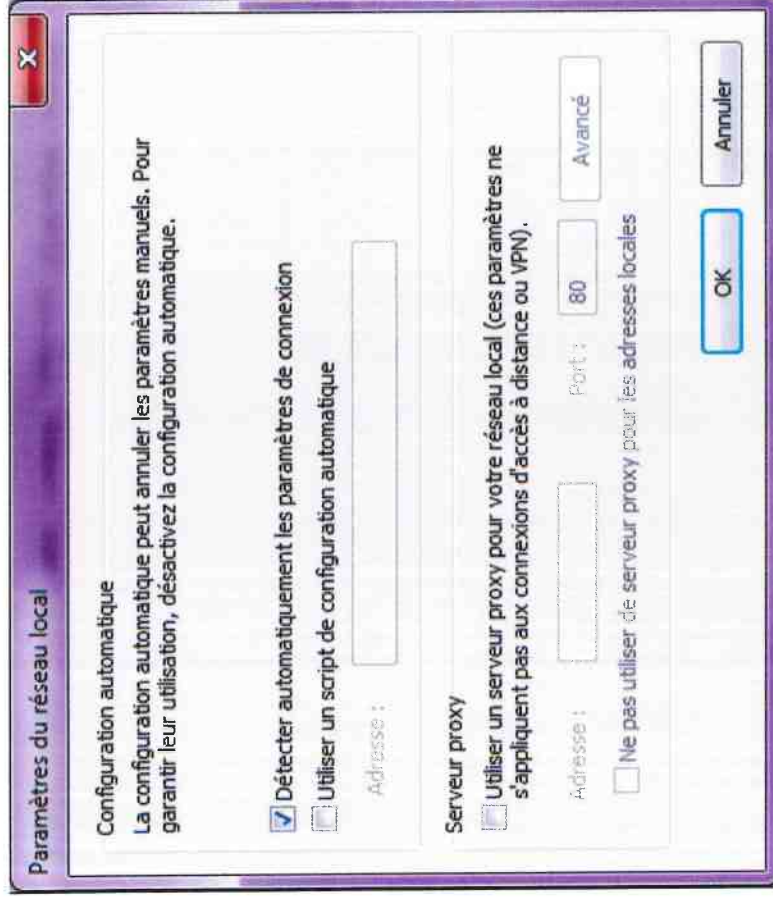 Paramètres du réseau local
Configuration automatique
La configuration automatique peut annuler les paramètres manuels. Pour
garantir leur utilisation, désactivez la configuration automatique.
Détecter automatiquement les paramètres de connexion
Utiliser un script de configuration automatique
Adresse :
Serveur proxy
Utiliser un serveur proxy pour votre réseau local (ces paramètres ne
s'appliquent pas aux connexions d'accès à distance ou VPN).
Adresse : Port : 80 Avancé
Ne pas utiliser de serveur proxy pour les adresses locales
OK Annuler